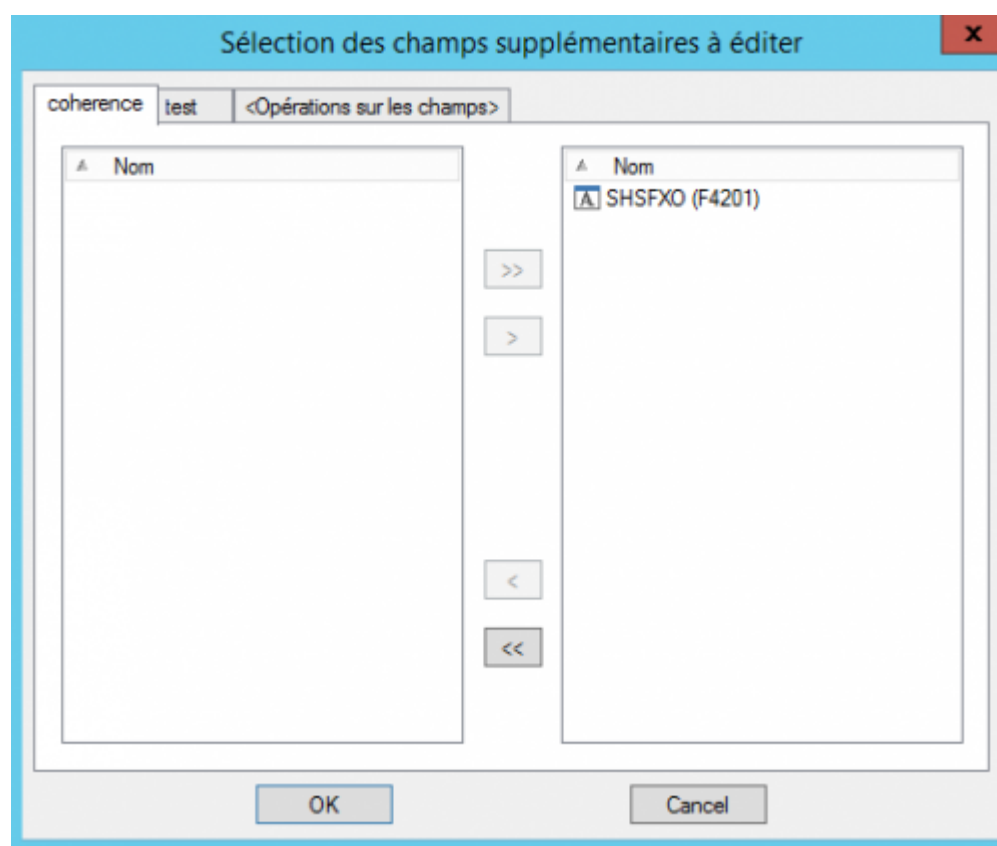 Sélection des champs supplémentaires à éditer
x
coherence test <Opérations sur les champs>
Nom Nom
A SHSFXO (F4201)
>>
>
<
<<
OK Cancel